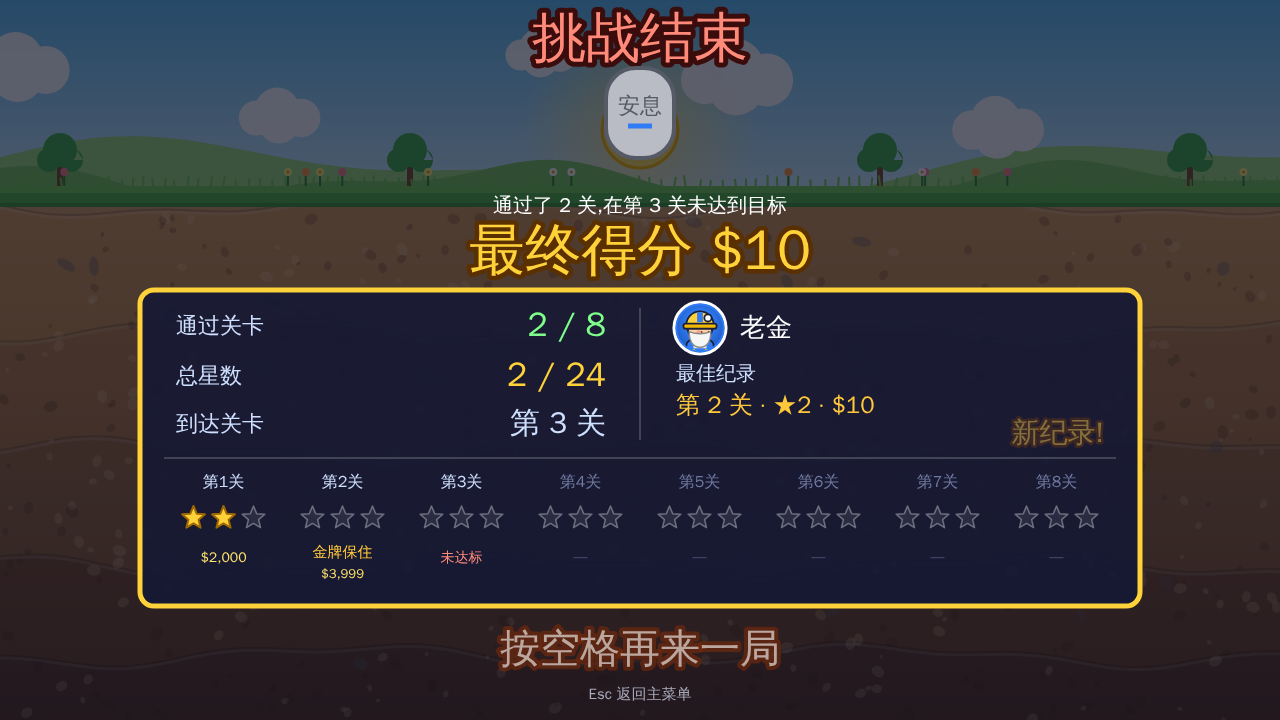 挑战结束
安息
通过了 2 关,在第 3 关未达到目标
最终得分 $10
通过关卡 2 / 8
总星数 2 / 24
到达关卡 第 3 关
老金
最佳纪录
第 2 关 · ★2 · $10
新纪录!
第1关 第2关 第3关 第4关 第5关 第6关 第7关 第8关
$2,000 金牌保住 未达标 — — — — —
$3,999
按空格再来一局
Esc 返回主菜单